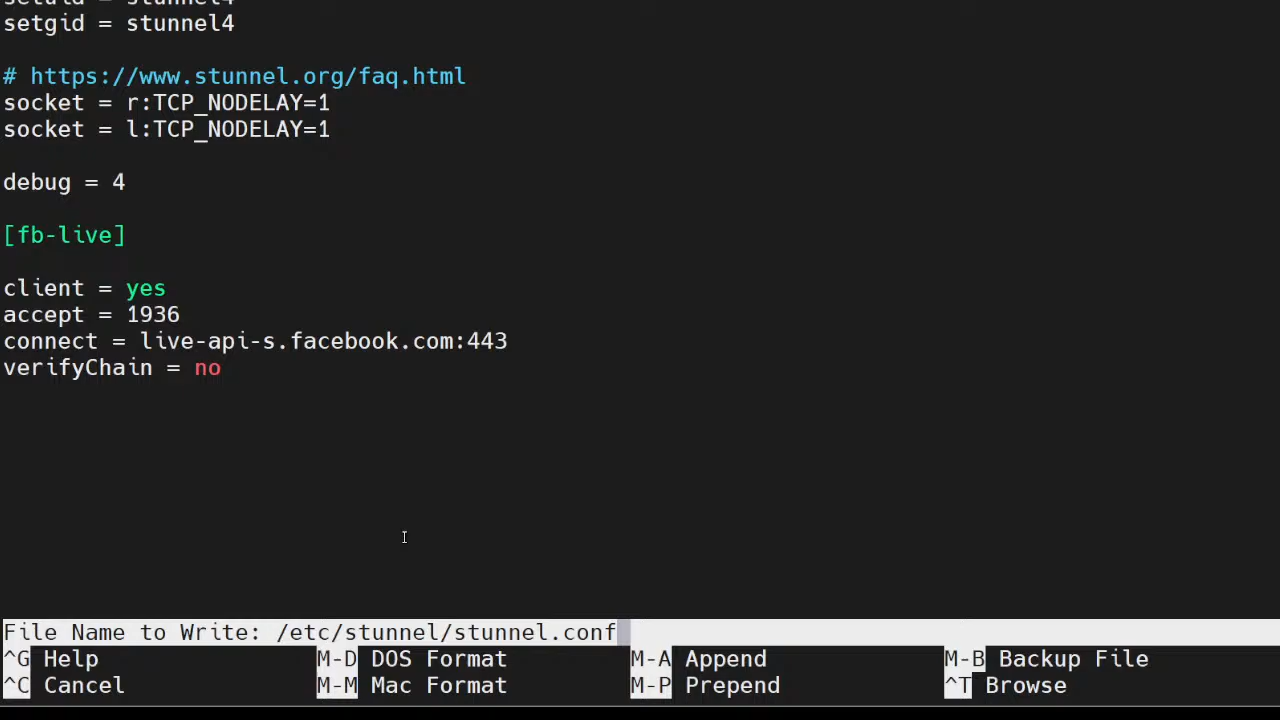 setuid = stunnel4
setgid = stunnel4
# https://www.stunnel.org/faq.html
socket = r:TCP_NODELAY=1
socket = l:TCP_NODELAY=1
debug = 4
[fb-live]
client = yes
accept = 1936
connect = live-api-s.facebook.com:443
verifyChain = no
File Name to Write: /etc/stunnel/stunnel.conf
^G Help M-D DOS Format M-A Append M-B Backup File
^C Cancel M-M Mac Format M-P Prepend ^T Browse